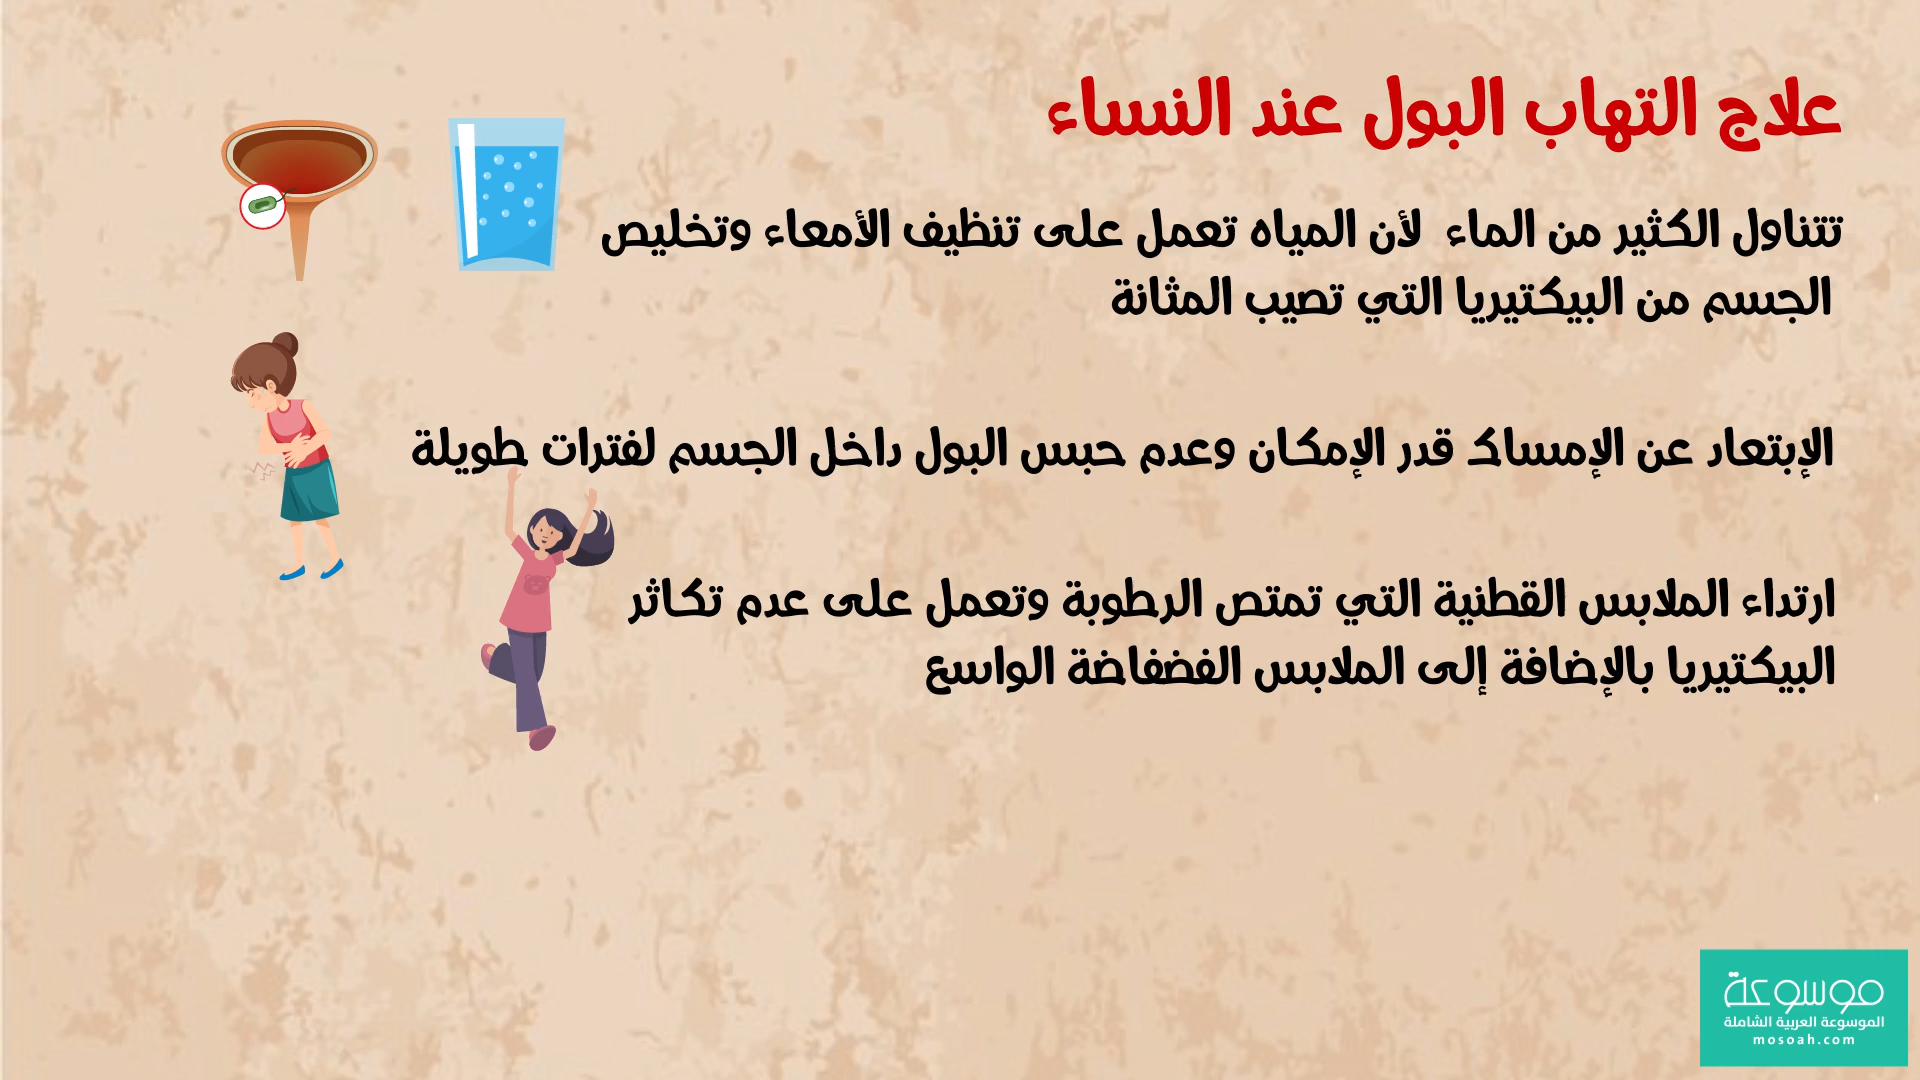 علاج التهاب البول عند النساء
تتناول الكثير من الماء لأن المياه تعمل على تنظيف الأمعاء وتخليص
الجسم من البيكتيريا التي تصيب المثانة
الإبتعاد عن الإمساك قدر الإمكان وعدم حبس البول داخل الجسم لفترات طويلة
ارتداء الملابس القطنية التي تمتص الرطوبة وتعمل على عدم تكاثر
البيكتيريا بالإضافة إلى الملابس الفضفاضة الواسع
موسوعة
الموسوعة العربية الشاملة
mosoah.com